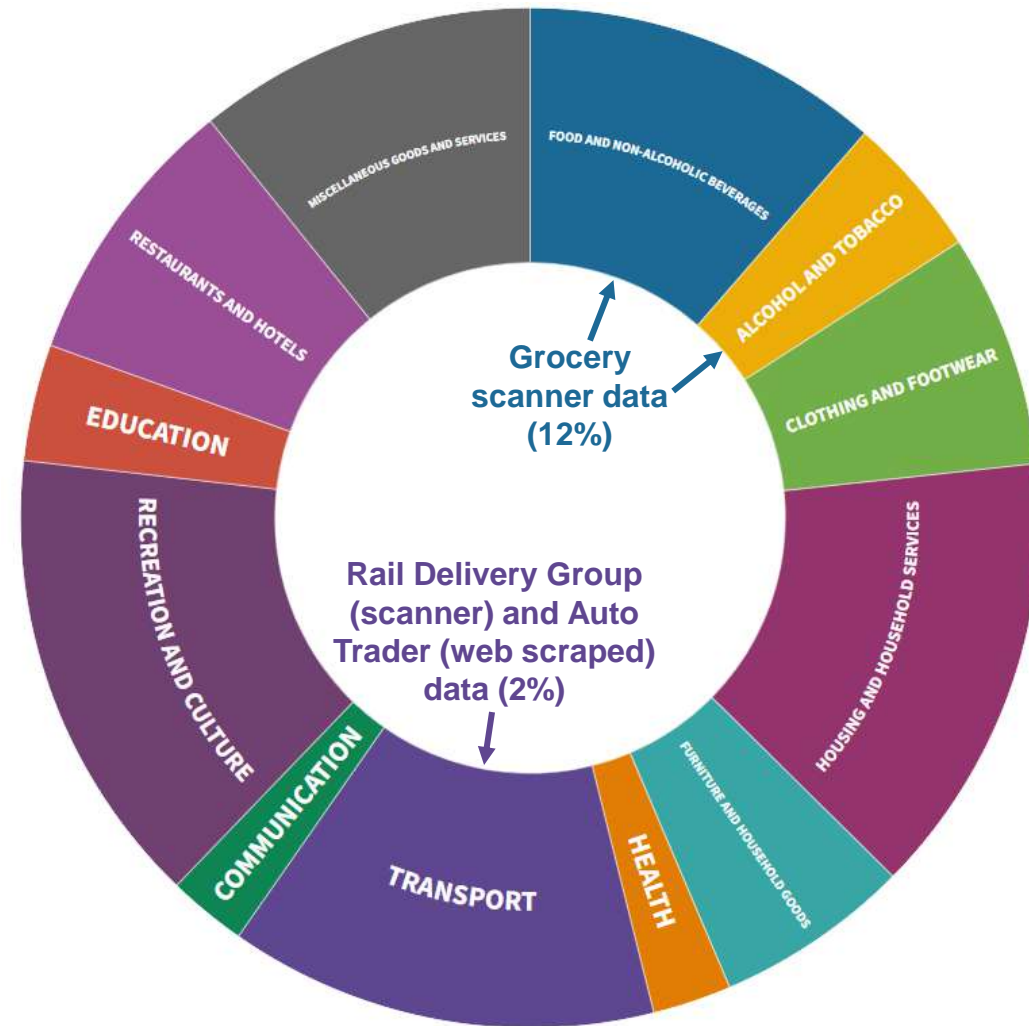 MISCELLANEOUS GOODS AND SERVICES
FOOD AND NON-ALCOHOLIC BEVERAGES
ALCOHOL AND TOBACCO
RESTAURANTS AND HOTELS
CLOTHING AND FOOTWEAR
Grocery
scanner data
(12%)
EDUCATION
RECREATION AND CULTURE
HOUSING AND HOUSEHOLD SERVICES
Rail Delivery Group
(scanner) and Auto
Trader (web scraped)
data (2%)
COMMUNICATION
TRANSPORT
HEALTH
FURNITURE AND HOUSEHOLD GOODS